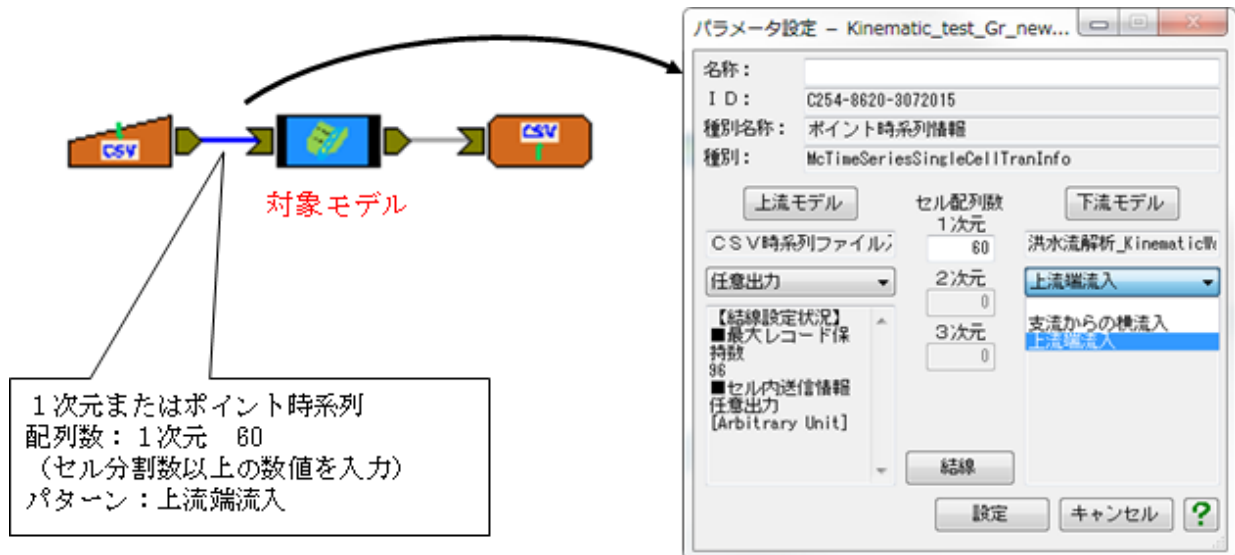 CSV
CSV
対象モデル
1次元またはポイント時系列
配列数：1次元　60
（セル分割数以上の数値を入力）
パターン：上流端流入
パラメータ設定 - Kinematic_test_Gr_new...
名称：
ＩＤ： C254-8620-3072015
種別名称： ポイント時系列情報
種別： McTimeSeriesSingleCellTranInfo
上流モデル
セル配列数
下流モデル
1次元
CSV時系列ファイル
60
洪水流解析_Kinematic
任意出力
2次元
上流端流入
0
【結線設定状況】
■最大レコード保
持数
96
■セル内送信情報
任意出力
[Arbitrary Unit]
3次元
0
支流からの横流入
上流端流入
結線
設定
キャンセル
?